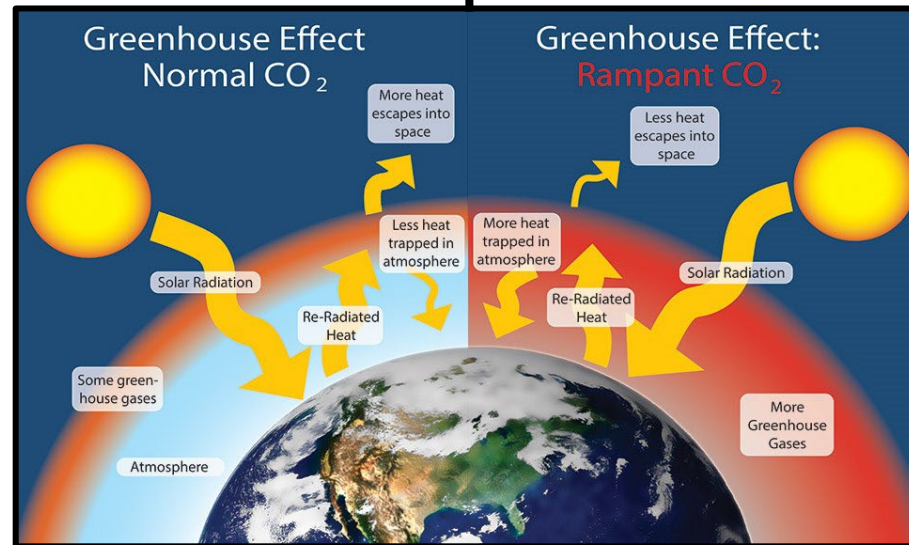 Greenhouse Effect
Normal CO₂
More heat
escapes into
space
Less heat
trapped in
atmosphere
Solar Radiation
Re-Radiated
Heat
Some green-
house gases
Atmosphere
Greenhouse Effect:
Rampant CO₂
Less heat
escapes into
space
More heat
trapped in
atmosphere
Solar Radiation
Re-Radiated
Heat
More
Greenhouse
Gases